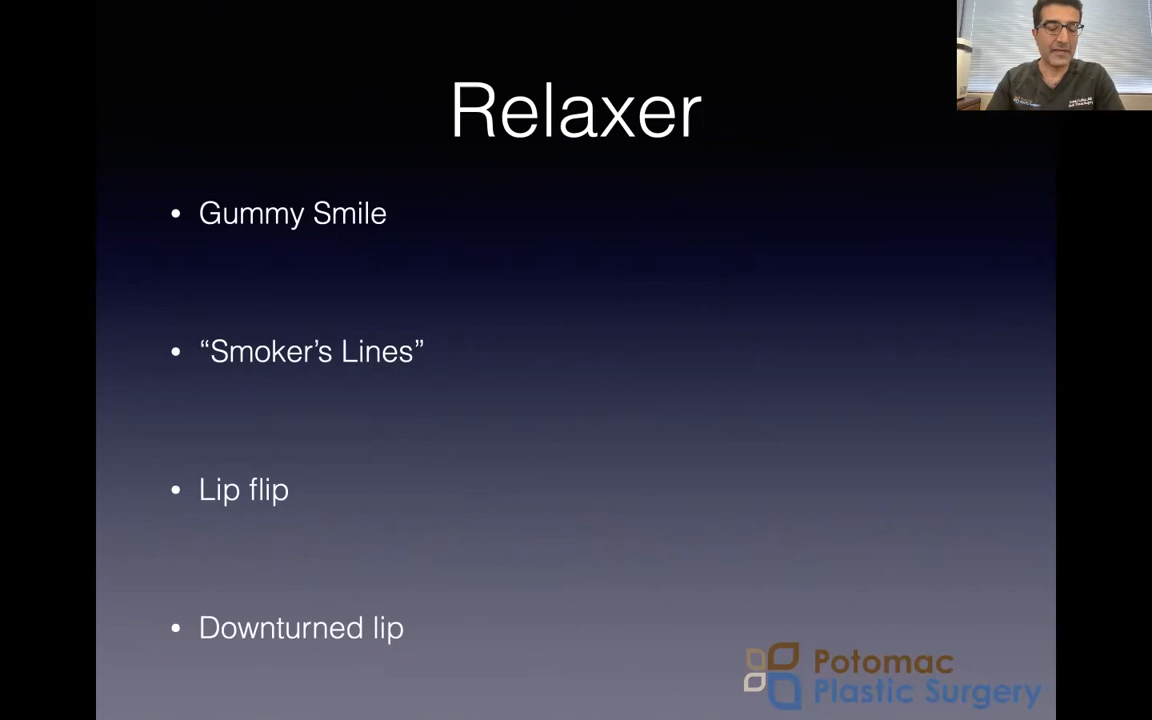 Relaxer
• Gummy Smile
• “Smoker’s Lines”
• Lip flip
• Downturned lip
Potomac
Plastic Surgery